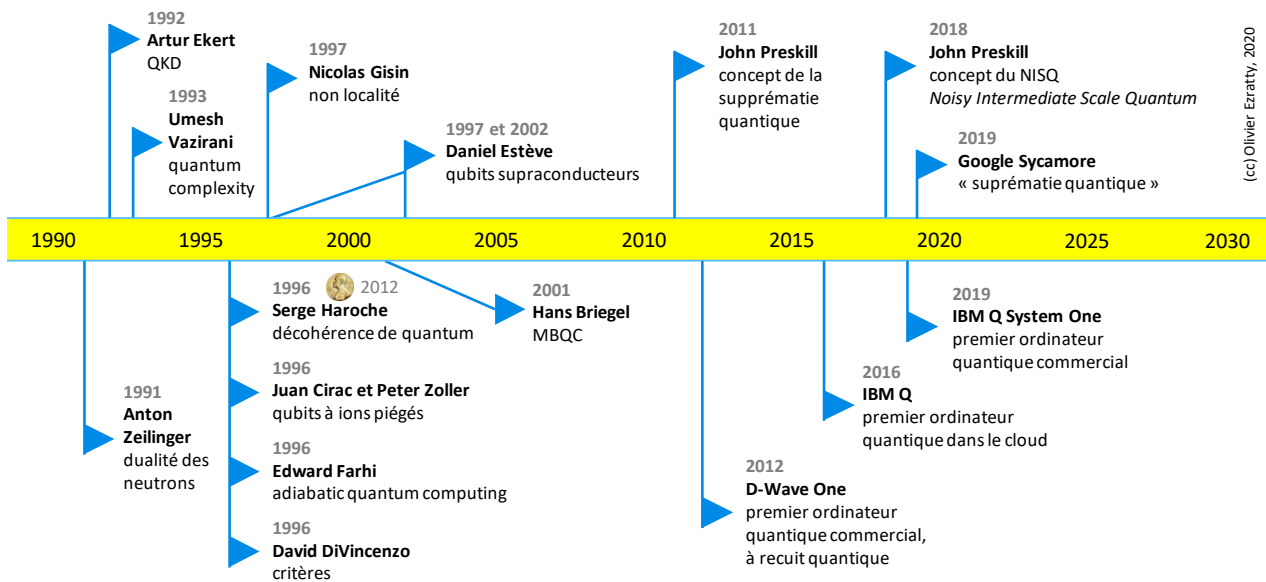 1992
Artur Ekert
QKD
1993
Umesh
Vazirani
quantum
complexity
1997
Nicolas Gisin
non localité
1997 et 2002
Daniel Estève
qubits supraconducteurs
2011
John Preskill
concept de la
supprématie
quantique
2018
John Preskill
concept du NISQ
Noisy Intermediate Scale Quantum
2019
Google Sycamore
« suprématie quantique »
(cc) Olivier Ezratty, 2020
1990 1995 2000 2005 2010 2015 2020 2025 2030
1991
Anton
Zeilinger
dualité des
neutrons
1996 2012
Serge Haroche
décohérence de quantum
1996
Juan Cirac et Peter Zoller
qubits à ions piégés
1996
Edward Farhi
adiabatic quantum computing
1996
David DiVincenzo
critères
2001
Hans Briegel
MBQC
2012
D-Wave One
premier ordinateur
quantique commercial,
à recuit quantique
2016
IBM Q
premier ordinateur
quantique dans le cloud
2019
IBM Q System One
premier ordinateur
quantique commercial